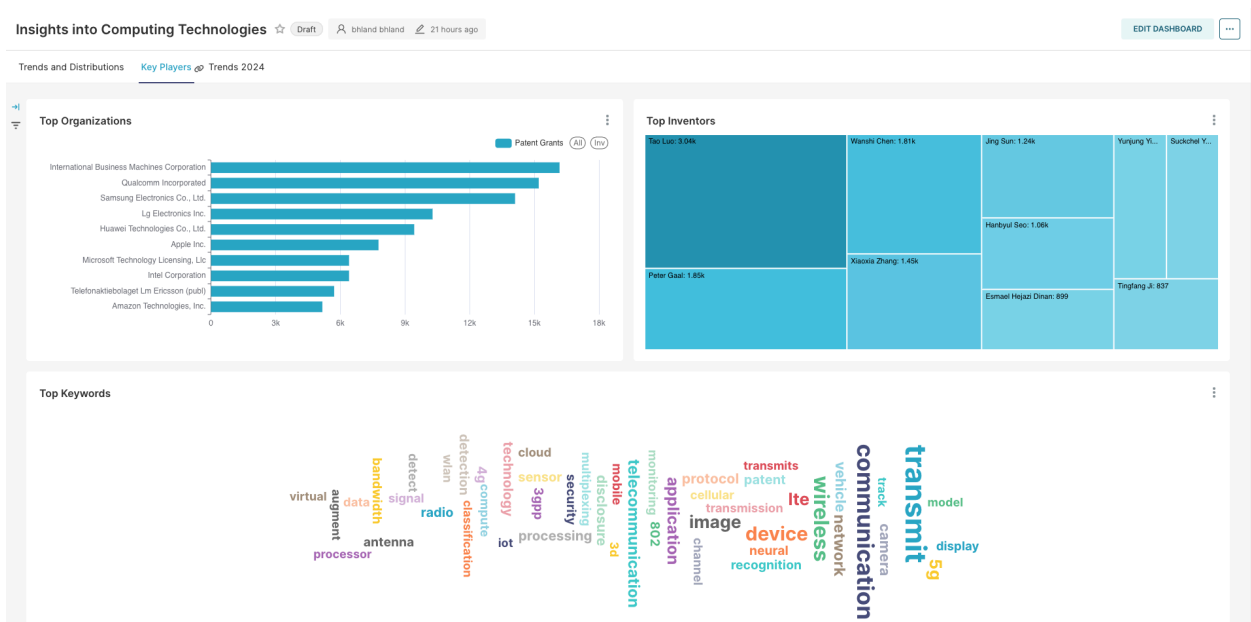 Insights into Computing Technologies Draft bhland bhland 21 hours ago EDIT DASHBOARD ...
Trends and Distributions Key Players Trends 2024
Top Organizations
Patent Grants All Inv
International Business Machines Corporation
Qualcomm Incorporated
Samsung Electronics Co., Ltd.
Lg Electronics Inc.
Huawei Technologies Co., Ltd.
Apple Inc.
Microsoft Technology Licensing, Llc
Intel Corporation
Telefonaktiebolaget Lm Ericsson (publ)
Amazon Technologies, Inc.
0 3k 6k 9k 12k 15k 18k
Top Inventors
Tao Luo: 3.04k
Peter Gaal: 1.85k
Wanshi Chen: 1.81k
Xiaoxia Zhang: 1.45k
Jing Sun: 1.24k
Hanbyul Seo: 1.06k
Esmael Hejazi Dinan: 899
Yunjung Yi...
Suckchel Y...
Tingfang Ji: 837
Top Keywords
virtual
augment
data
processor
bandwidth
antenna
detect
signal
radio
wlan
detection
4g
compute
classification
technology
iot
cloud
sensor
3gpp
processing
security
multiplexing
disclosure
mobile
3d
telecommunication
monitoring
802
application
protocol
cellular
image
channel
transmits
patent
transmission
lte
device
neural
recognition
wireless
vehicle
network
communication
track
camera
transmit
5g
model
display